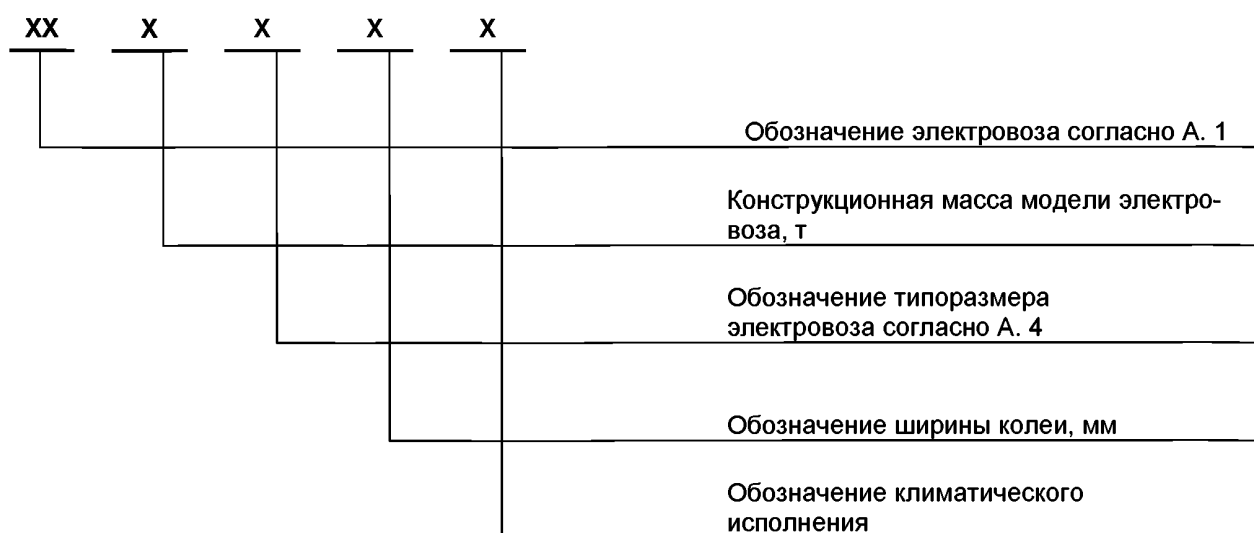 XX X X X X
Обозначение электровоза согласно А. 1
Конструкционная масса модели электро-
воза, т
Обозначение типоразмера
электровоза согласно А. 4
Обозначение ширины колеи, мм
Обозначение климатического
исполнения